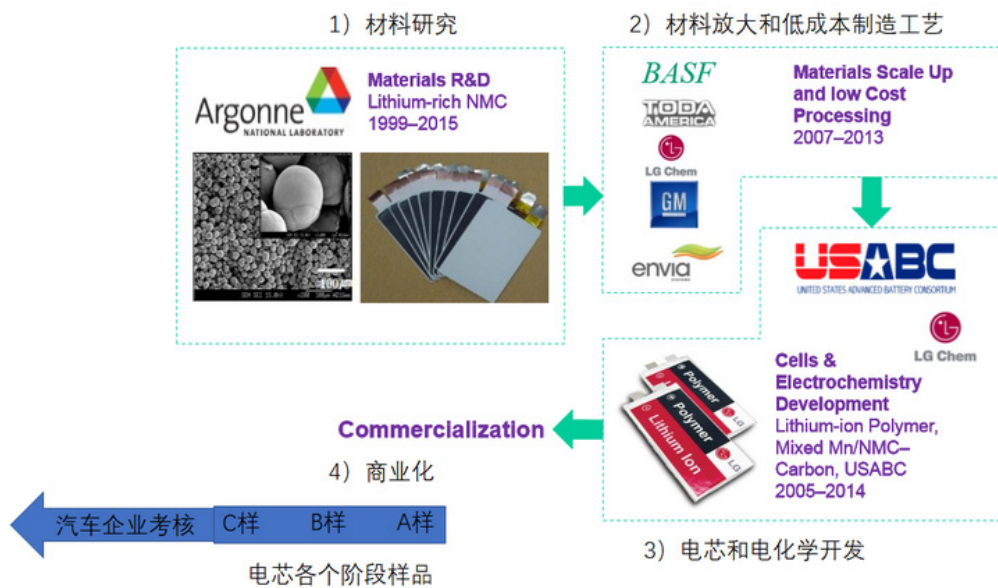 1）材料研究
Argonne
NATIONAL LABORATORY
Materials R&D
Lithium-rich NMC
1999–2015
2）材料放大和低成本制造工艺
BASF
TODA
AMERICA
LG
LG Chem
GM
envia
Materials Scale Up
and low Cost
Processing
2007–2013
USABC
UNITED STATES ADVANCED BATTERY CONSORTIUM
LG
LG Chem
Cells &
Electrochemistry
Development
Lithium-ion Polymer,
Mixed Mn/NMC–
Carbon, USABC
2005–2014
Polymer
Polymer
Lithium Ion
LG
3）电芯和电化学开发
Commercialization
4）商业化
汽车企业考核 C样 B样 A样
电芯各个阶段样品